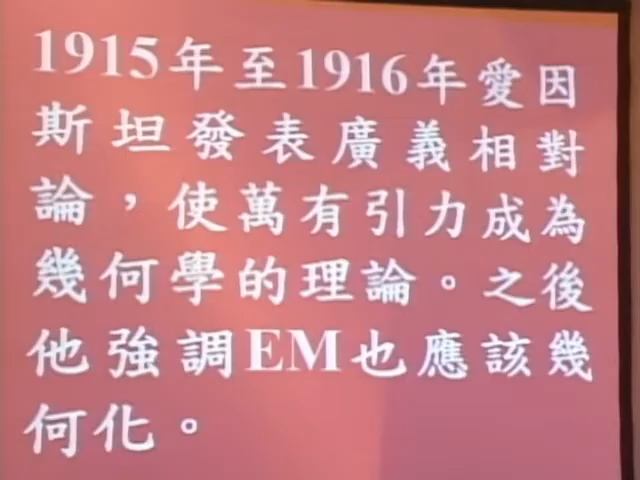 1915年至1916年愛因
斯坦發表廣義相對
論，使萬有引力成為
幾何學的理論。之後
他強調EM也應該幾
何化。